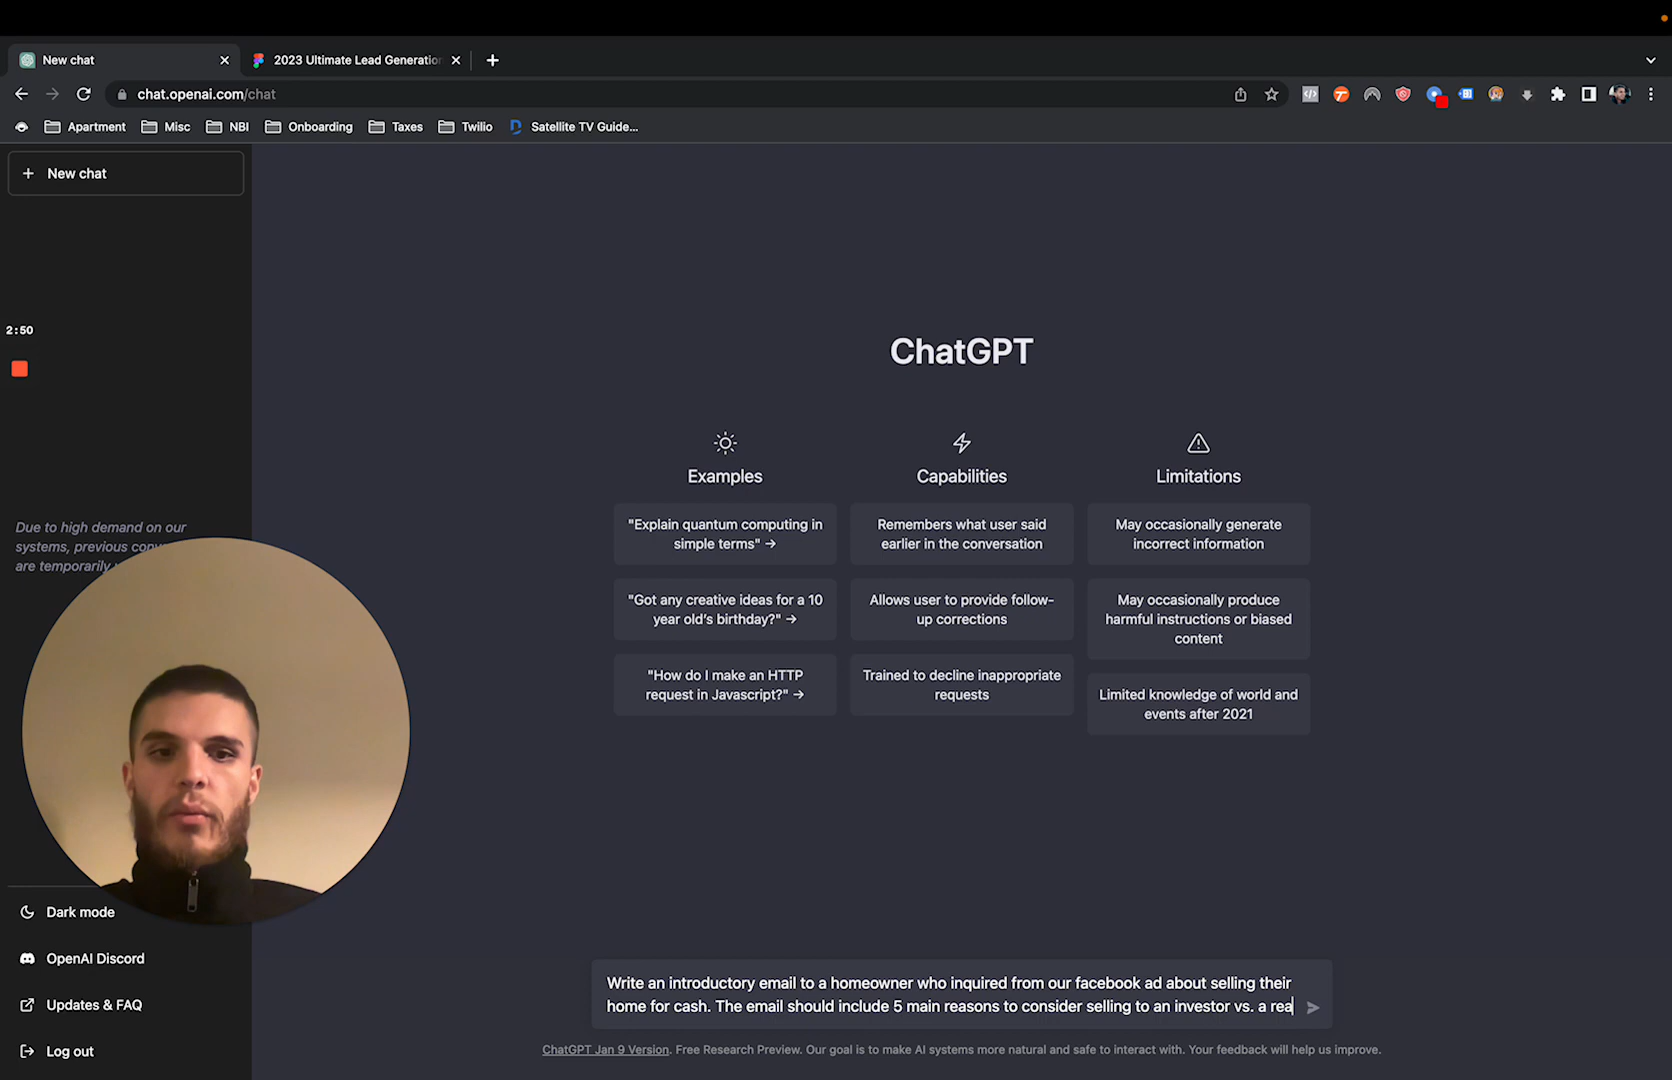 New chat
2023 Ultimate Lead Generation
chat.openai.com/chat
Apartment
Misc
NBI
Onboarding
Taxes
Twilio
Satellite TV Guide...
New chat
2:50
Due to high demand on our
systems, previous
are temporarily
Dark mode
OpenAI Discord
Updates & FAQ
Log out
ChatGPT
Examples
"Explain quantum computing in
simple terms" →
"Got any creative ideas for a 10
year old's birthday?" →
"How do I make an HTTP
request in Javascript?" →
Capabilities
Remembers what user said
earlier in the conversation
Allows user to provide follow-
up corrections
Trained to decline inappropriate
requests
Limitations
May occasionally generate
incorrect information
May occasionally produce
harmful instructions or biased
content
Limited knowledge of world and
events after 2021
Write an introductory email to a homeowner who inquired from our facebook ad about selling their
home for cash. The email should include 5 main reasons to consider selling to an investor vs. a rea
ChatGPT Jan 9 Version. Free Research Preview. Our goal is to make AI systems more natural and safe to interact with. Your feedback will help us improve.